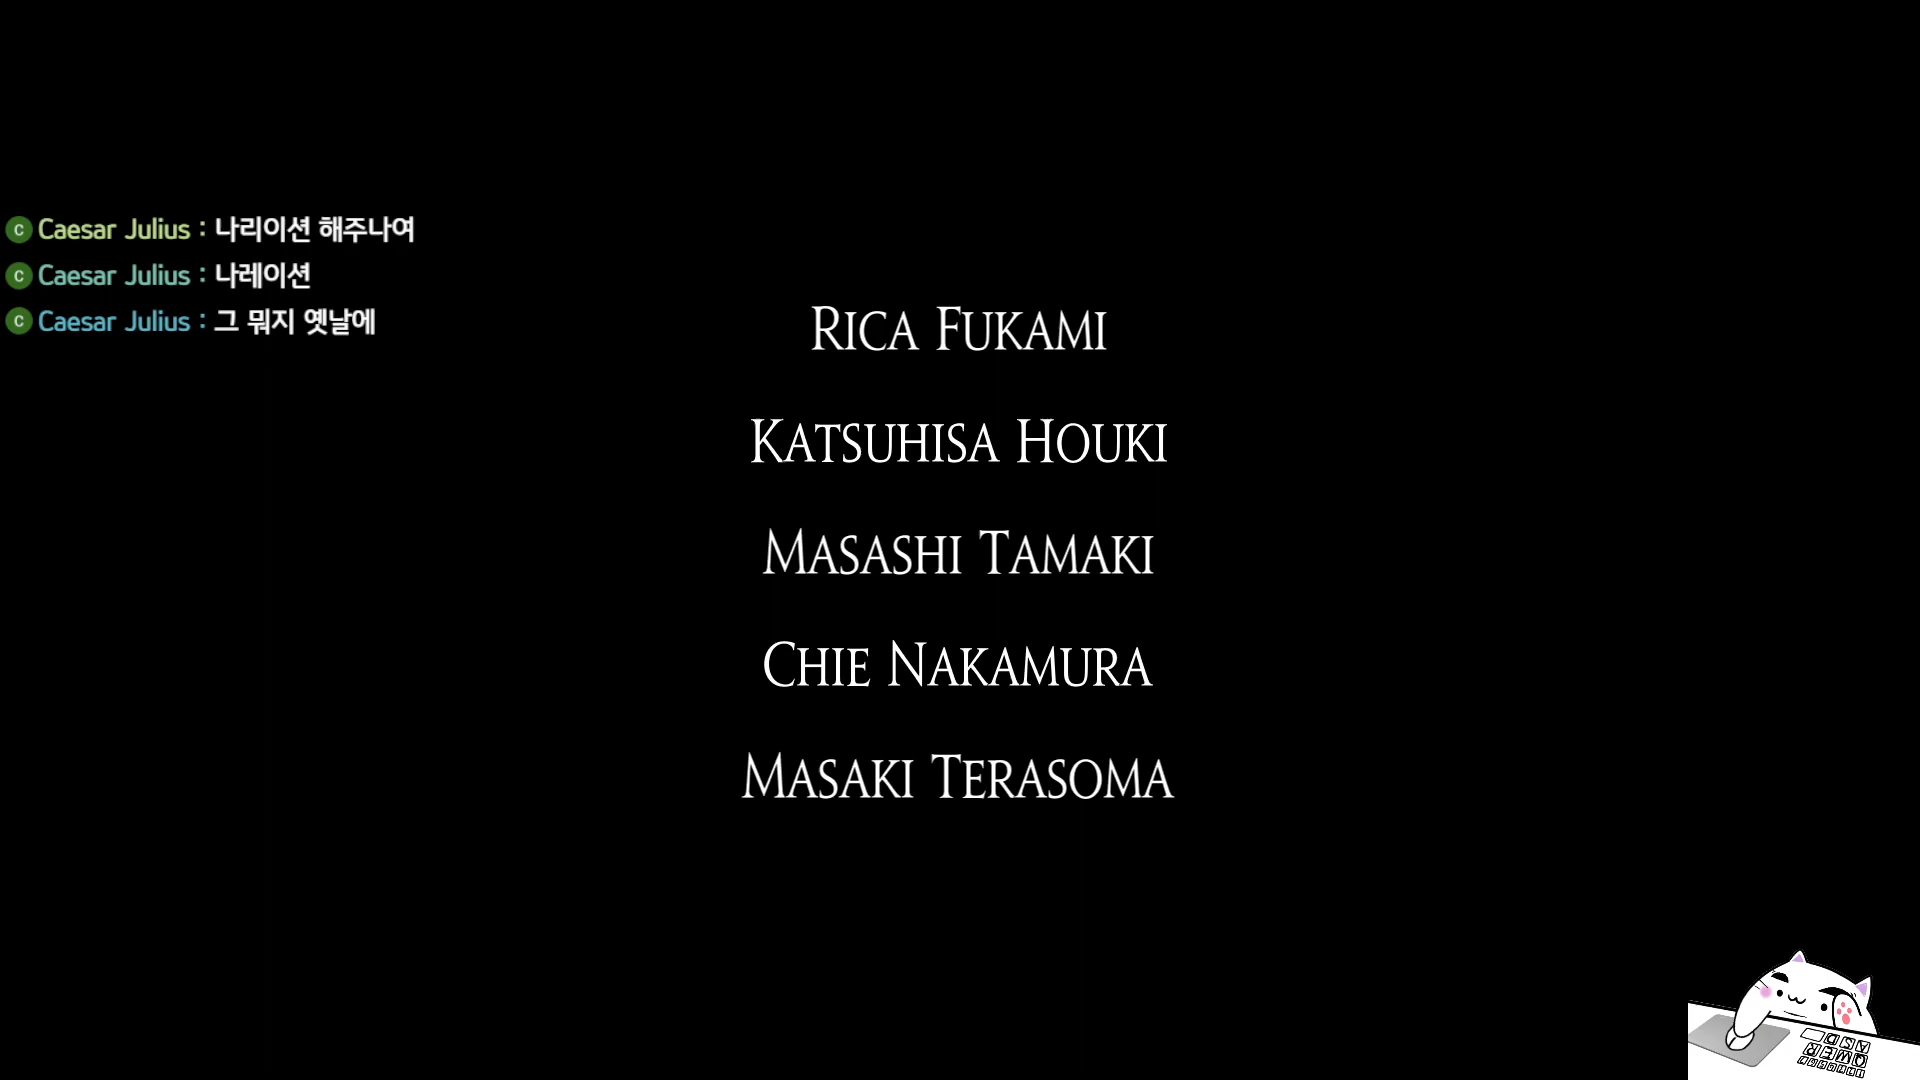 C Caesar Julius : 나리이션 해주나여
C Caesar Julius : 나레이션
C Caesar Julius : 그 뭐지 옛날에
Rica Fukami
Katsuhisa Houki
Masashi Tamaki
Chie Nakamura
Masaki Terasoma